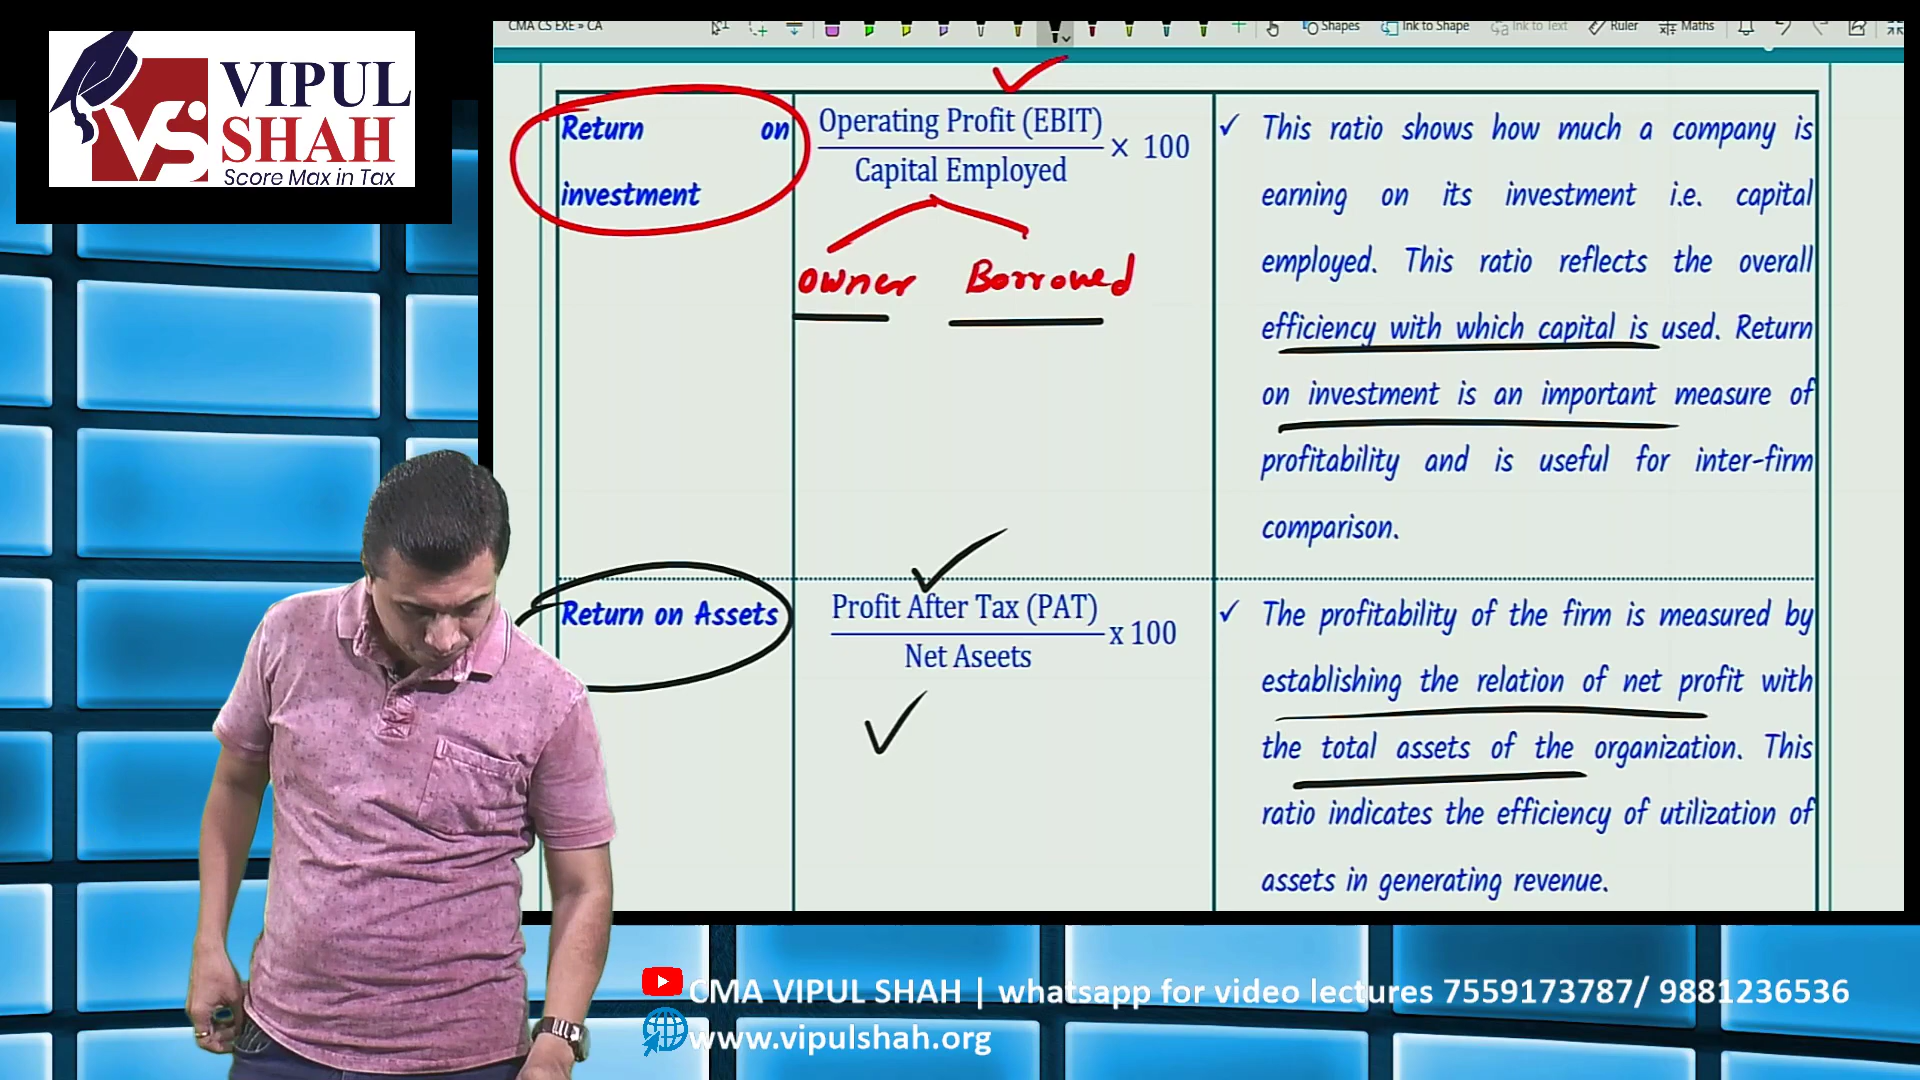 VIPUL
SHAH
VS
Score Max in Tax
CMA CS EXE » CA
Shapes
Ink to Shape
Ink to Text
Ruler
Maths
Return on
investment
Operating Profit (EBIT)
Capital Employed
× 100
owner Borrowed
✓ This ratio shows how much a company is
earning on its investment i.e. capital
employed. This ratio reflects the overall
efficiency with which capital is used. Return
on investment is an important measure of
profitability and is useful for inter-firm
comparison.
Return on Assets
Profit After Tax (PAT)
Net Aseets
x 100
✓ The profitability of the firm is measured by
establishing the relation of net profit with
the total assets of the organization. This
ratio indicates the efficiency of utilization of
assets in generating revenue.
CMA VIPUL SHAH | whatsapp for video lectures 7559173787/ 9881236536
www.vipulshah.org